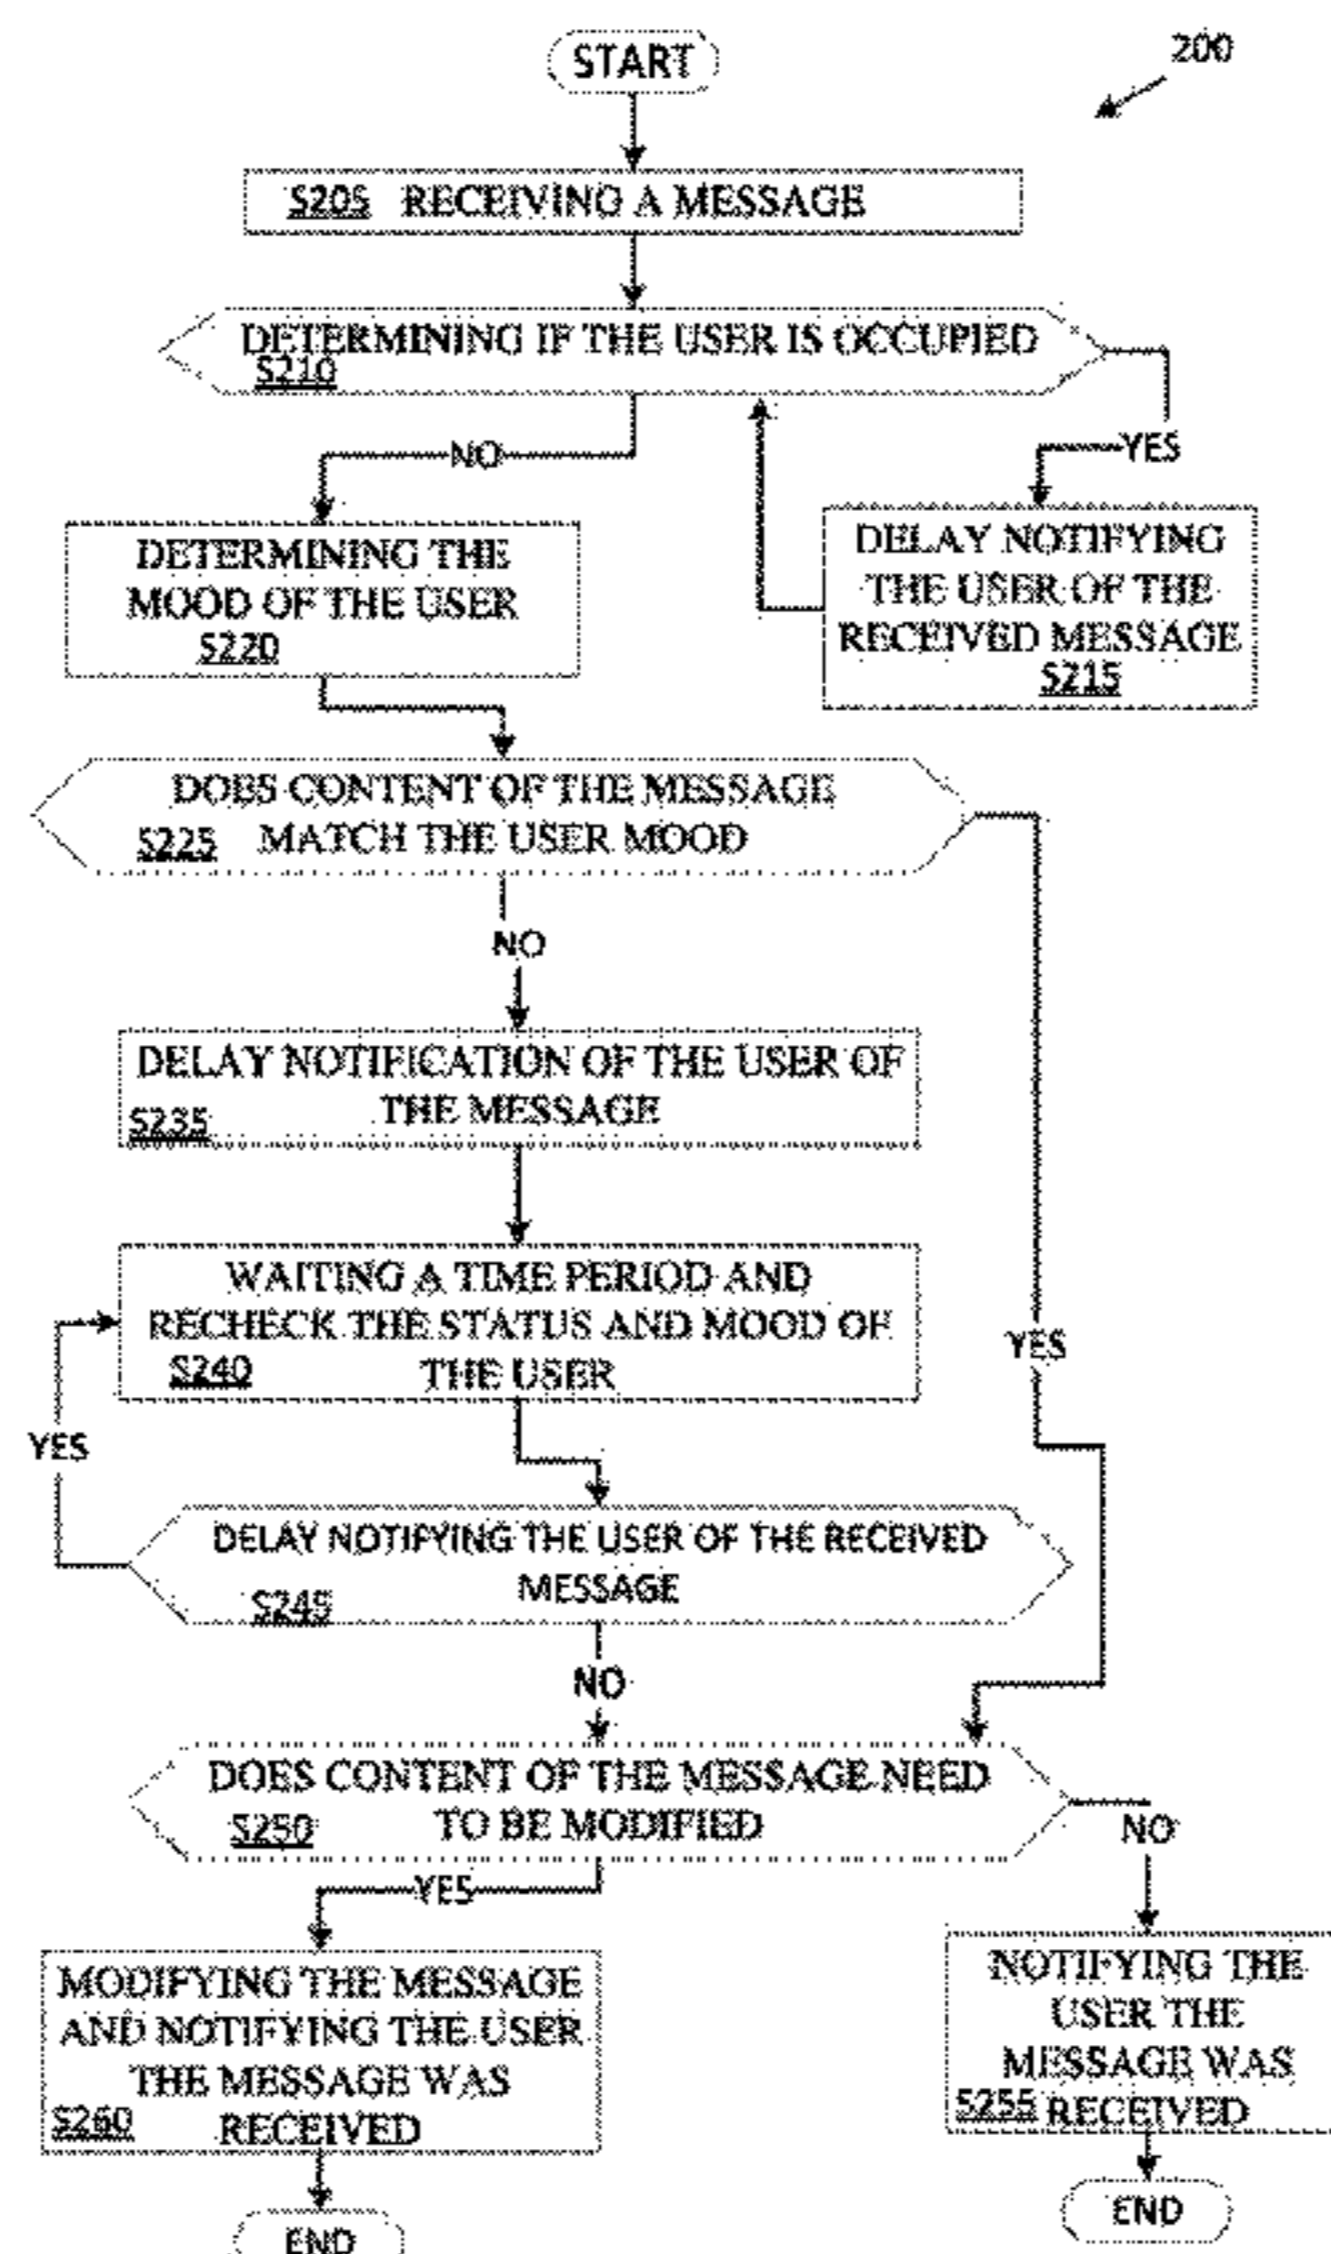 START
200
S205 RECEIVING A MESSAGE
DETERMINING IF THE USER IS OCCUPIED
S210
NO
YES
DETERMINING THE
MOOD OF THE USER
S220
DELAY NOTIFYING
THE USER OF THE
RECEIVED MESSAGE
S215
DOES CONTENT OF THE MESSAGE
S225 MATCH THE USER MOOD
NO
DELAY NOTIFICATION OF THE USER OF
S235 THE MESSAGE
WAITING A TIME PERIOD AND
RECHECK THE STATUS AND MOOD OF
S240 THE USER
YES
YES
DELAY NOTIFYING THE USER OF THE RECEIVED
S245 MESSAGE
NO
DOES CONTENT OF THE MESSAGE NEED
S250 TO BE MODIFIED
NO
YES
MODIFYING THE MESSAGE
AND NOTIFYING THE USER
THE MESSAGE WAS
S260 RECEIVED
NOTIFYING THE
USER THE
MESSAGE WAS
S255 RECEIVED
END
END